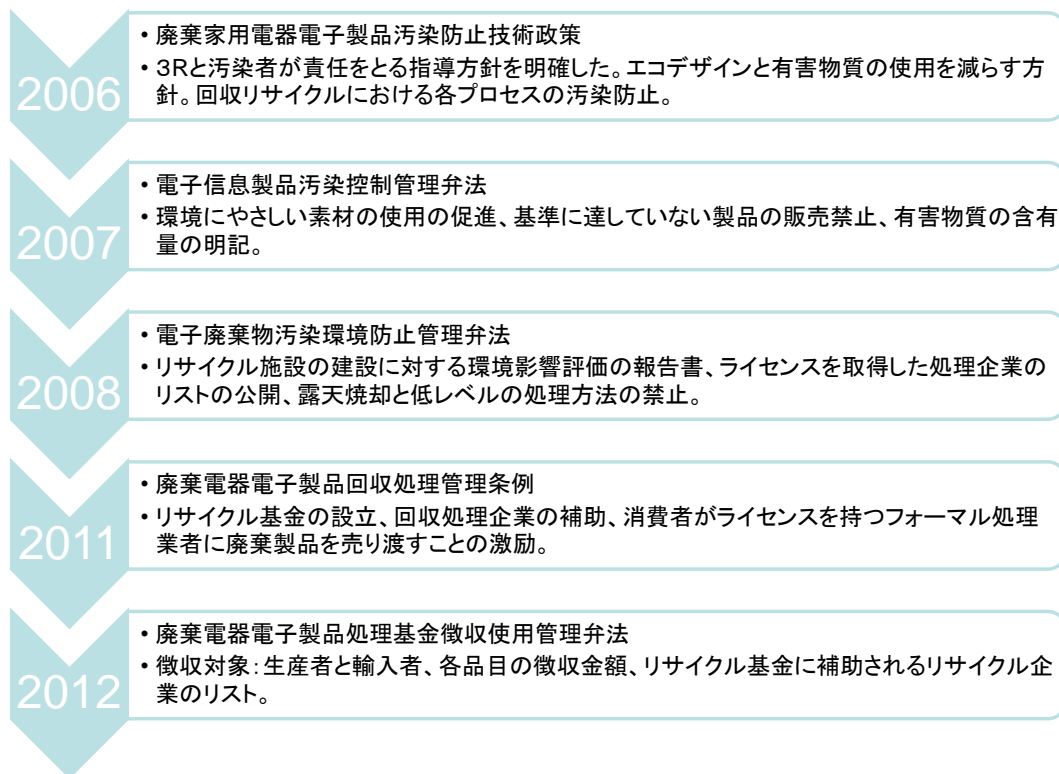 2006
• 廃棄家用電器電子製品汚染防止技術政策
• 3Rと汚染者が責任をとる指導方針を明確した。エコデザインと有害物質の使用を減らす方
針。回収リサイクルにおける各プロセスの汚染防止。
2007
• 電子信息製品汚染控制管理弁法
• 環境にやさしい素材の使用の促進、基準に達していない製品の販売禁止、有害物質の含有
量の明記。
2008
• 電子廃棄物汚染環境防止管理弁法
• リサイクル施設の建設に対する環境影響評価の報告書、ライセンスを取得した処理企業の
リストの公開、露天焼却と低レベルの処理方法の禁止。
2011
• 廃棄電器電子製品回収処理管理条例
• リサイクル基金の設立、回収処理企業の補助、消費者がライセンスを持つフォーマル処理
業者に廃棄製品を売り渡すことの激励。
2012
• 廃棄電器電子製品処理基金徴収使用管理弁法
• 徴収対象：生産者と輸入者、各品目の徴収金額、リサイクル基金に補助されるリサイクル企
業のリスト。